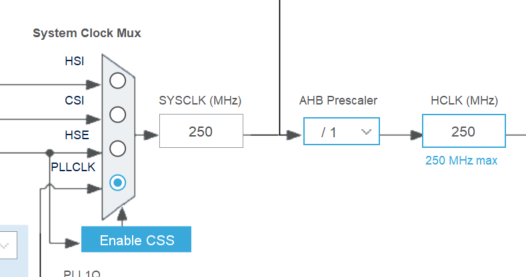 System Clock Mux
HSI
CSI
HSE
PLLCLK
SYSCLK (MHz)
250
AHB Prescaler
/ 1
HCLK (MHz)
250
250 MHz max
Enable CSS
PLL1Q